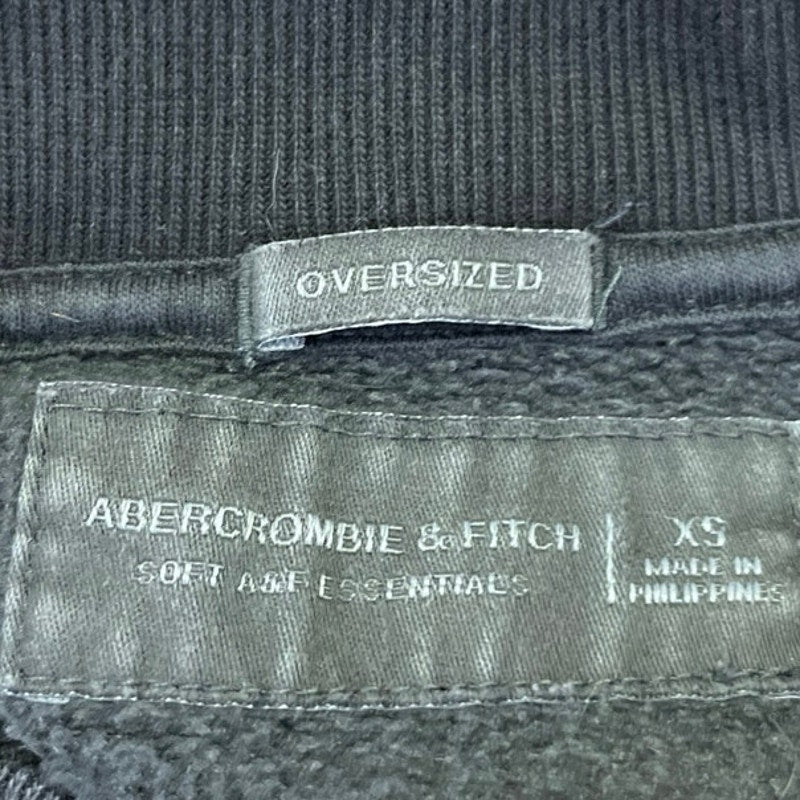 OVERSIZED
ABERCROMBIE & FITCH
SOFT A&F ESSENTIALS
XS
MADE IN
PHILIPPINES